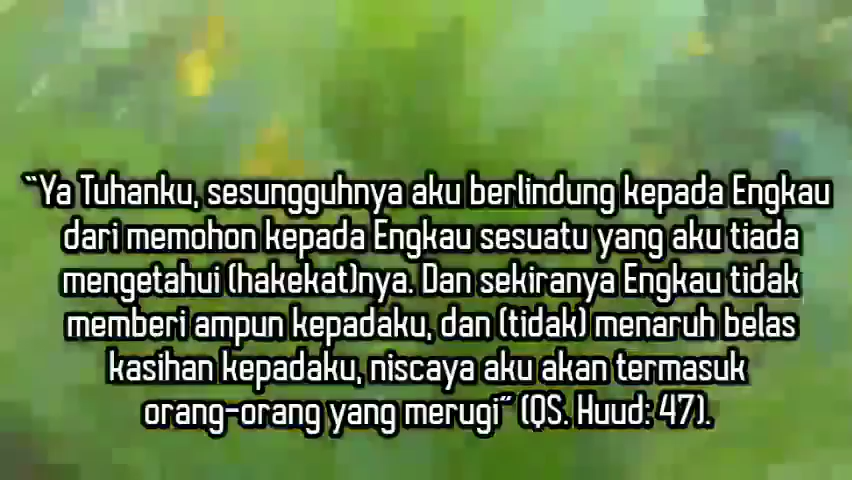 “Ya Tuhanku, sesungguhnya aku berlindung kepada Engkau
dari memohon kepada Engkau sesuatu yang aku tiada
mengetahui (hakekat)nya. Dan sekiranya Engkau tidak
memberi ampun kepadaku, dan (tidak) menaruh belas
kasihan kepadaku, niscaya aku akan termasuk
orang-orang yang merugi” (QS. Huud: 47).